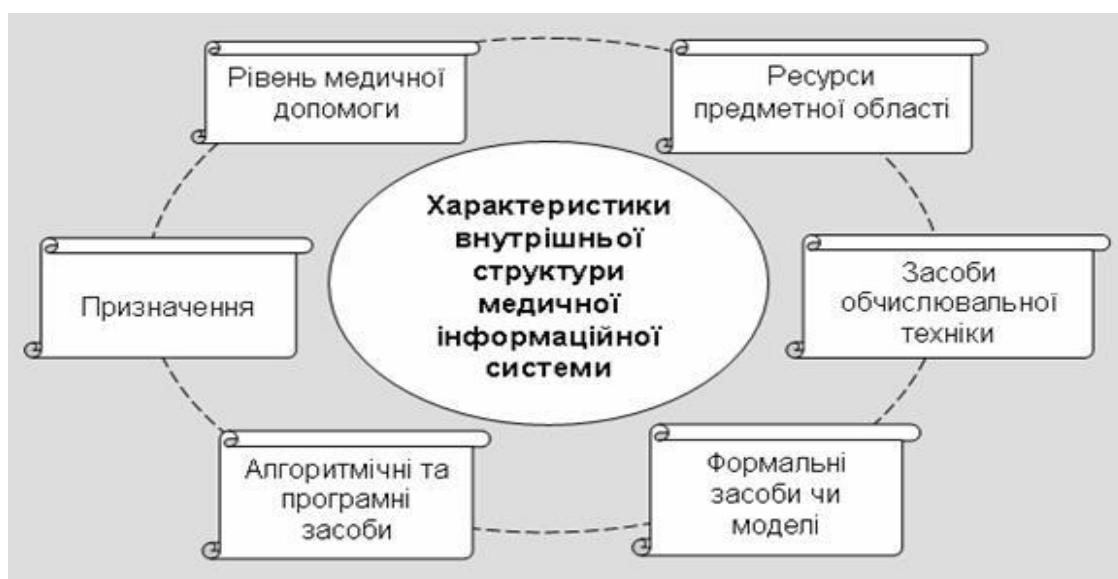 Рівень медичної
допомоги
Ресурси
предметної області
Характеристики
внутрішньої
структури
медичної
інформаційної
системи
Призначення
Засоби
обчислювальної
техніки
Алгоритмічні та
програмні
засоби
Формальні
засоби чи
моделі